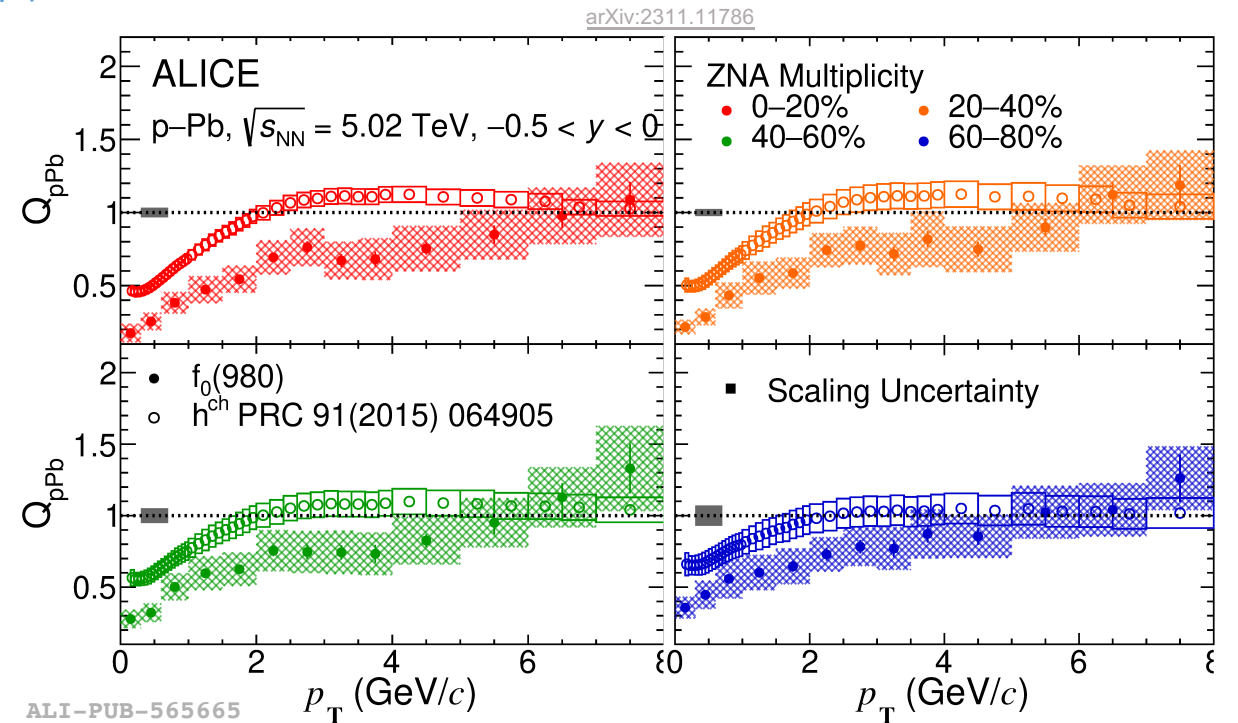 arXiv:2311.11786
ALICE
p–Pb, √sNN = 5.02 TeV, –0.5 < y < 0
ZNA Multiplicity
0–20%
20–40%
40–60%
60–80%
QpPb
2
1.5
1
0.5
f0(980)
hch PRC 91(2015) 064905
Scaling Uncertainty
QpPb
2
1.5
1
0.5
0 2 4 6 8
0 2 4 6 8
pT (GeV/c)
pT (GeV/c)
ALI-PUB-565665